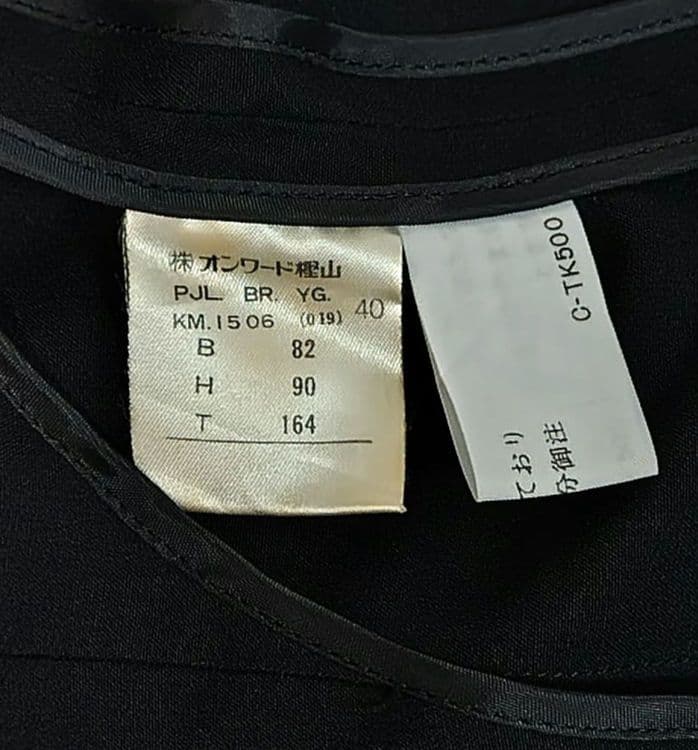 ㈱オンワード樫山
PJL. BR. YG.
KM.1506 (019) 40
B 82
H 90
T 164
C-TK500
ており
分御注